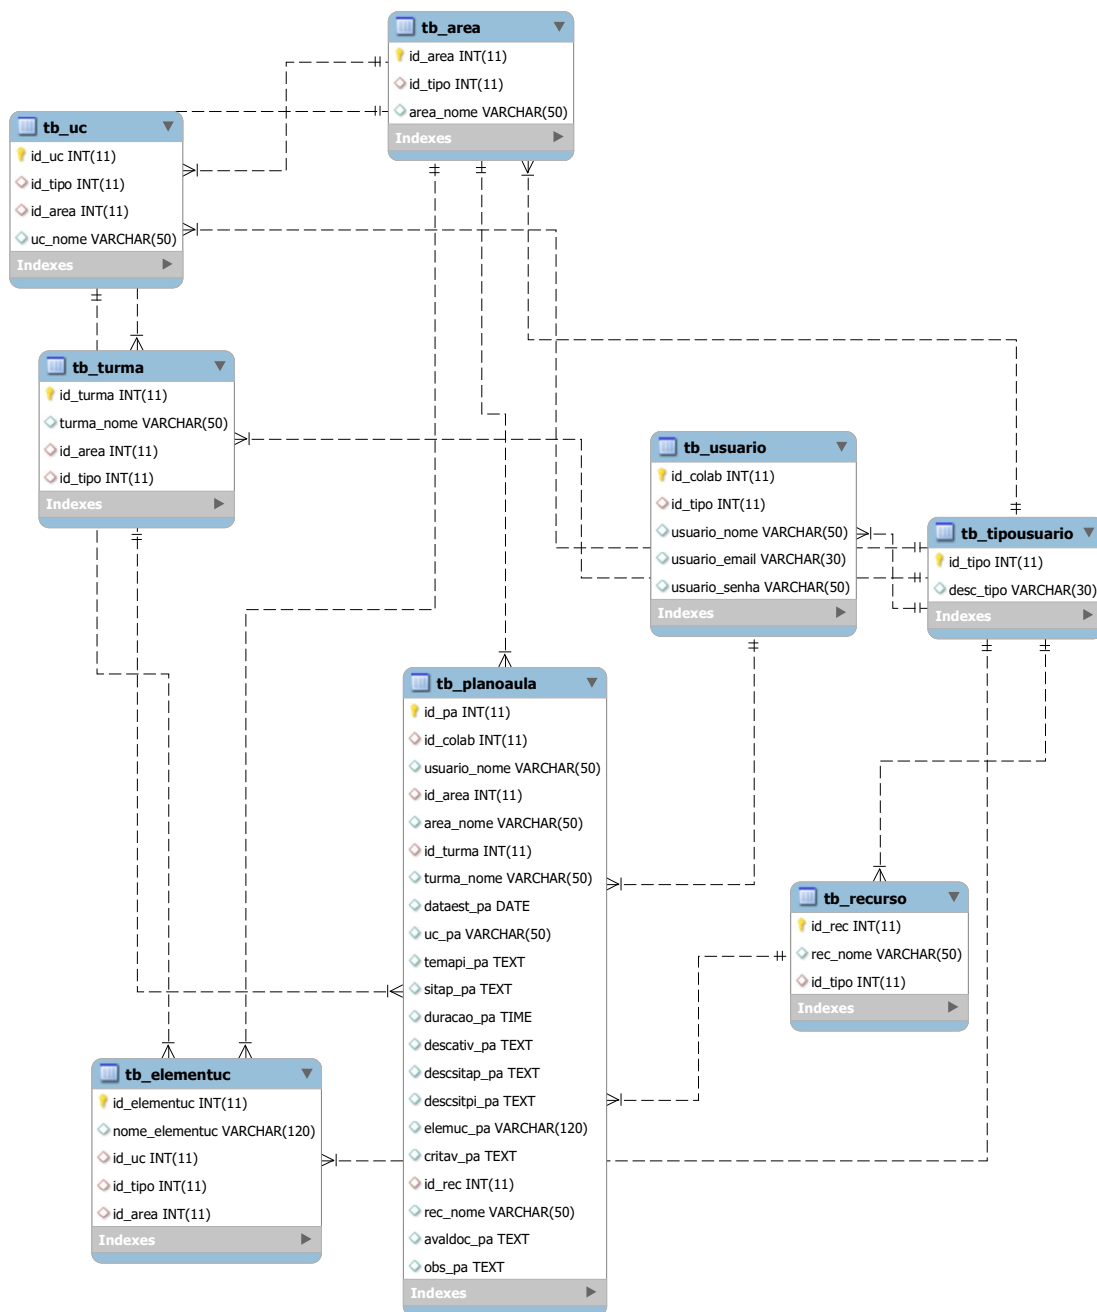 tb_area
id_area INT(11)
id_tipo INT(11)
area_nome VARCHAR(50)
Indexes
tb_uc
id_uc INT(11)
id_tipo INT(11)
id_area INT(11)
uc_nome VARCHAR(50)
Indexes
tb_turma
id_turma INT(11)
turma_nome VARCHAR(50)
id_area INT(11)
id_tipo INT(11)
Indexes
tb_usuario
id_colab INT(11)
id_tipo INT(11)
usuario_nome VARCHAR(50)
usuario_email VARCHAR(30)
usuario_senha VARCHAR(50)
Indexes
tb_tipousuario
id_tipo INT(11)
desc_tipo VARCHAR(30)
Indexes
tb_planoaula
id_pa INT(11)
id_colab INT(11)
usuario_nome VARCHAR(50)
id_area INT(11)
area_nome VARCHAR(50)
id_turma INT(11)
turma_nome VARCHAR(50)
dataest_pa DATE
uc_pa VARCHAR(50)
temapi_pa TEXT
sitap_pa TEXT
duracao_pa TIME
descativ_pa TEXT
descsitap_pa TEXT
descsitpi_pa TEXT
elemuc_pa VARCHAR(120)
critav_pa TEXT
id_rec INT(11)
rec_nome VARCHAR(50)
avaldoc_pa TEXT
obs_pa TEXT
Indexes
tb_recurso
id_rec INT(11)
rec_nome VARCHAR(50)
id_tipo INT(11)
Indexes
tb_elementuc
id_elementuc INT(11)
nome_elementuc VARCHAR(120)
id_uc INT(11)
id_tipo INT(11)
id_area INT(11)
Indexes